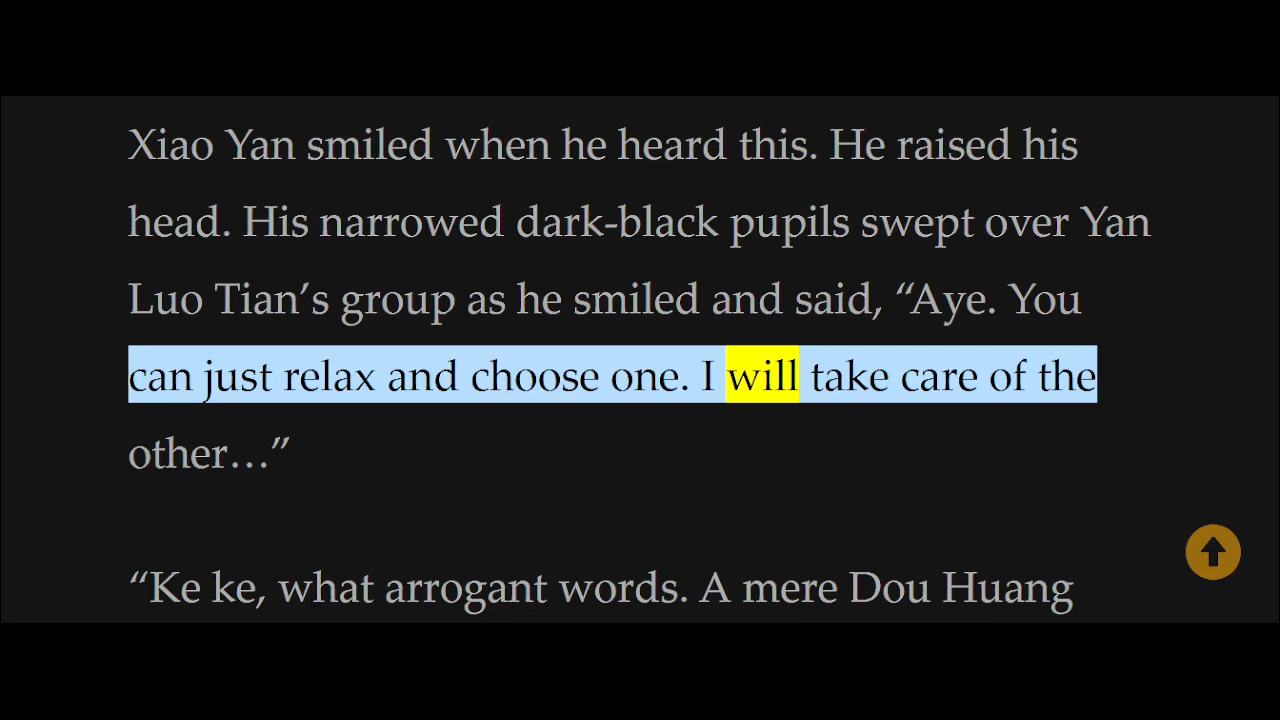 Xiao Yan smiled when he heard this. He raised his
head. His narrowed dark-black pupils swept over Yan
Luo Tian’s group as he smiled and said, “Aye. You
can just relax and choose one. I will take care of the
other…”
“Ke ke, what arrogant words. A mere Dou Huang